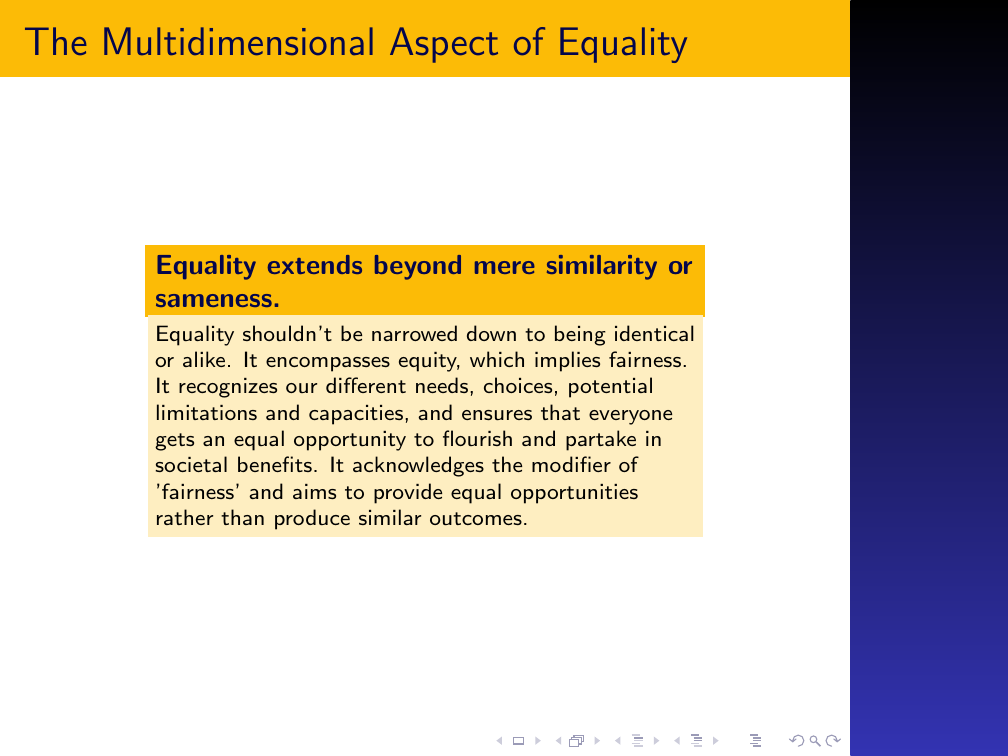 The Multidimensional Aspect of Equality
Equality extends beyond mere similarity or
sameness.
Equality shouldn't be narrowed down to being identical
or alike. It encompasses equity, which implies fairness.
It recognizes our different needs, choices, potential
limitations and capacities, and ensures that everyone
gets an equal opportunity to flourish and partake in
societal benefits. It acknowledges the modifier of
'fairness' and aims to provide equal opportunities
rather than produce similar outcomes.